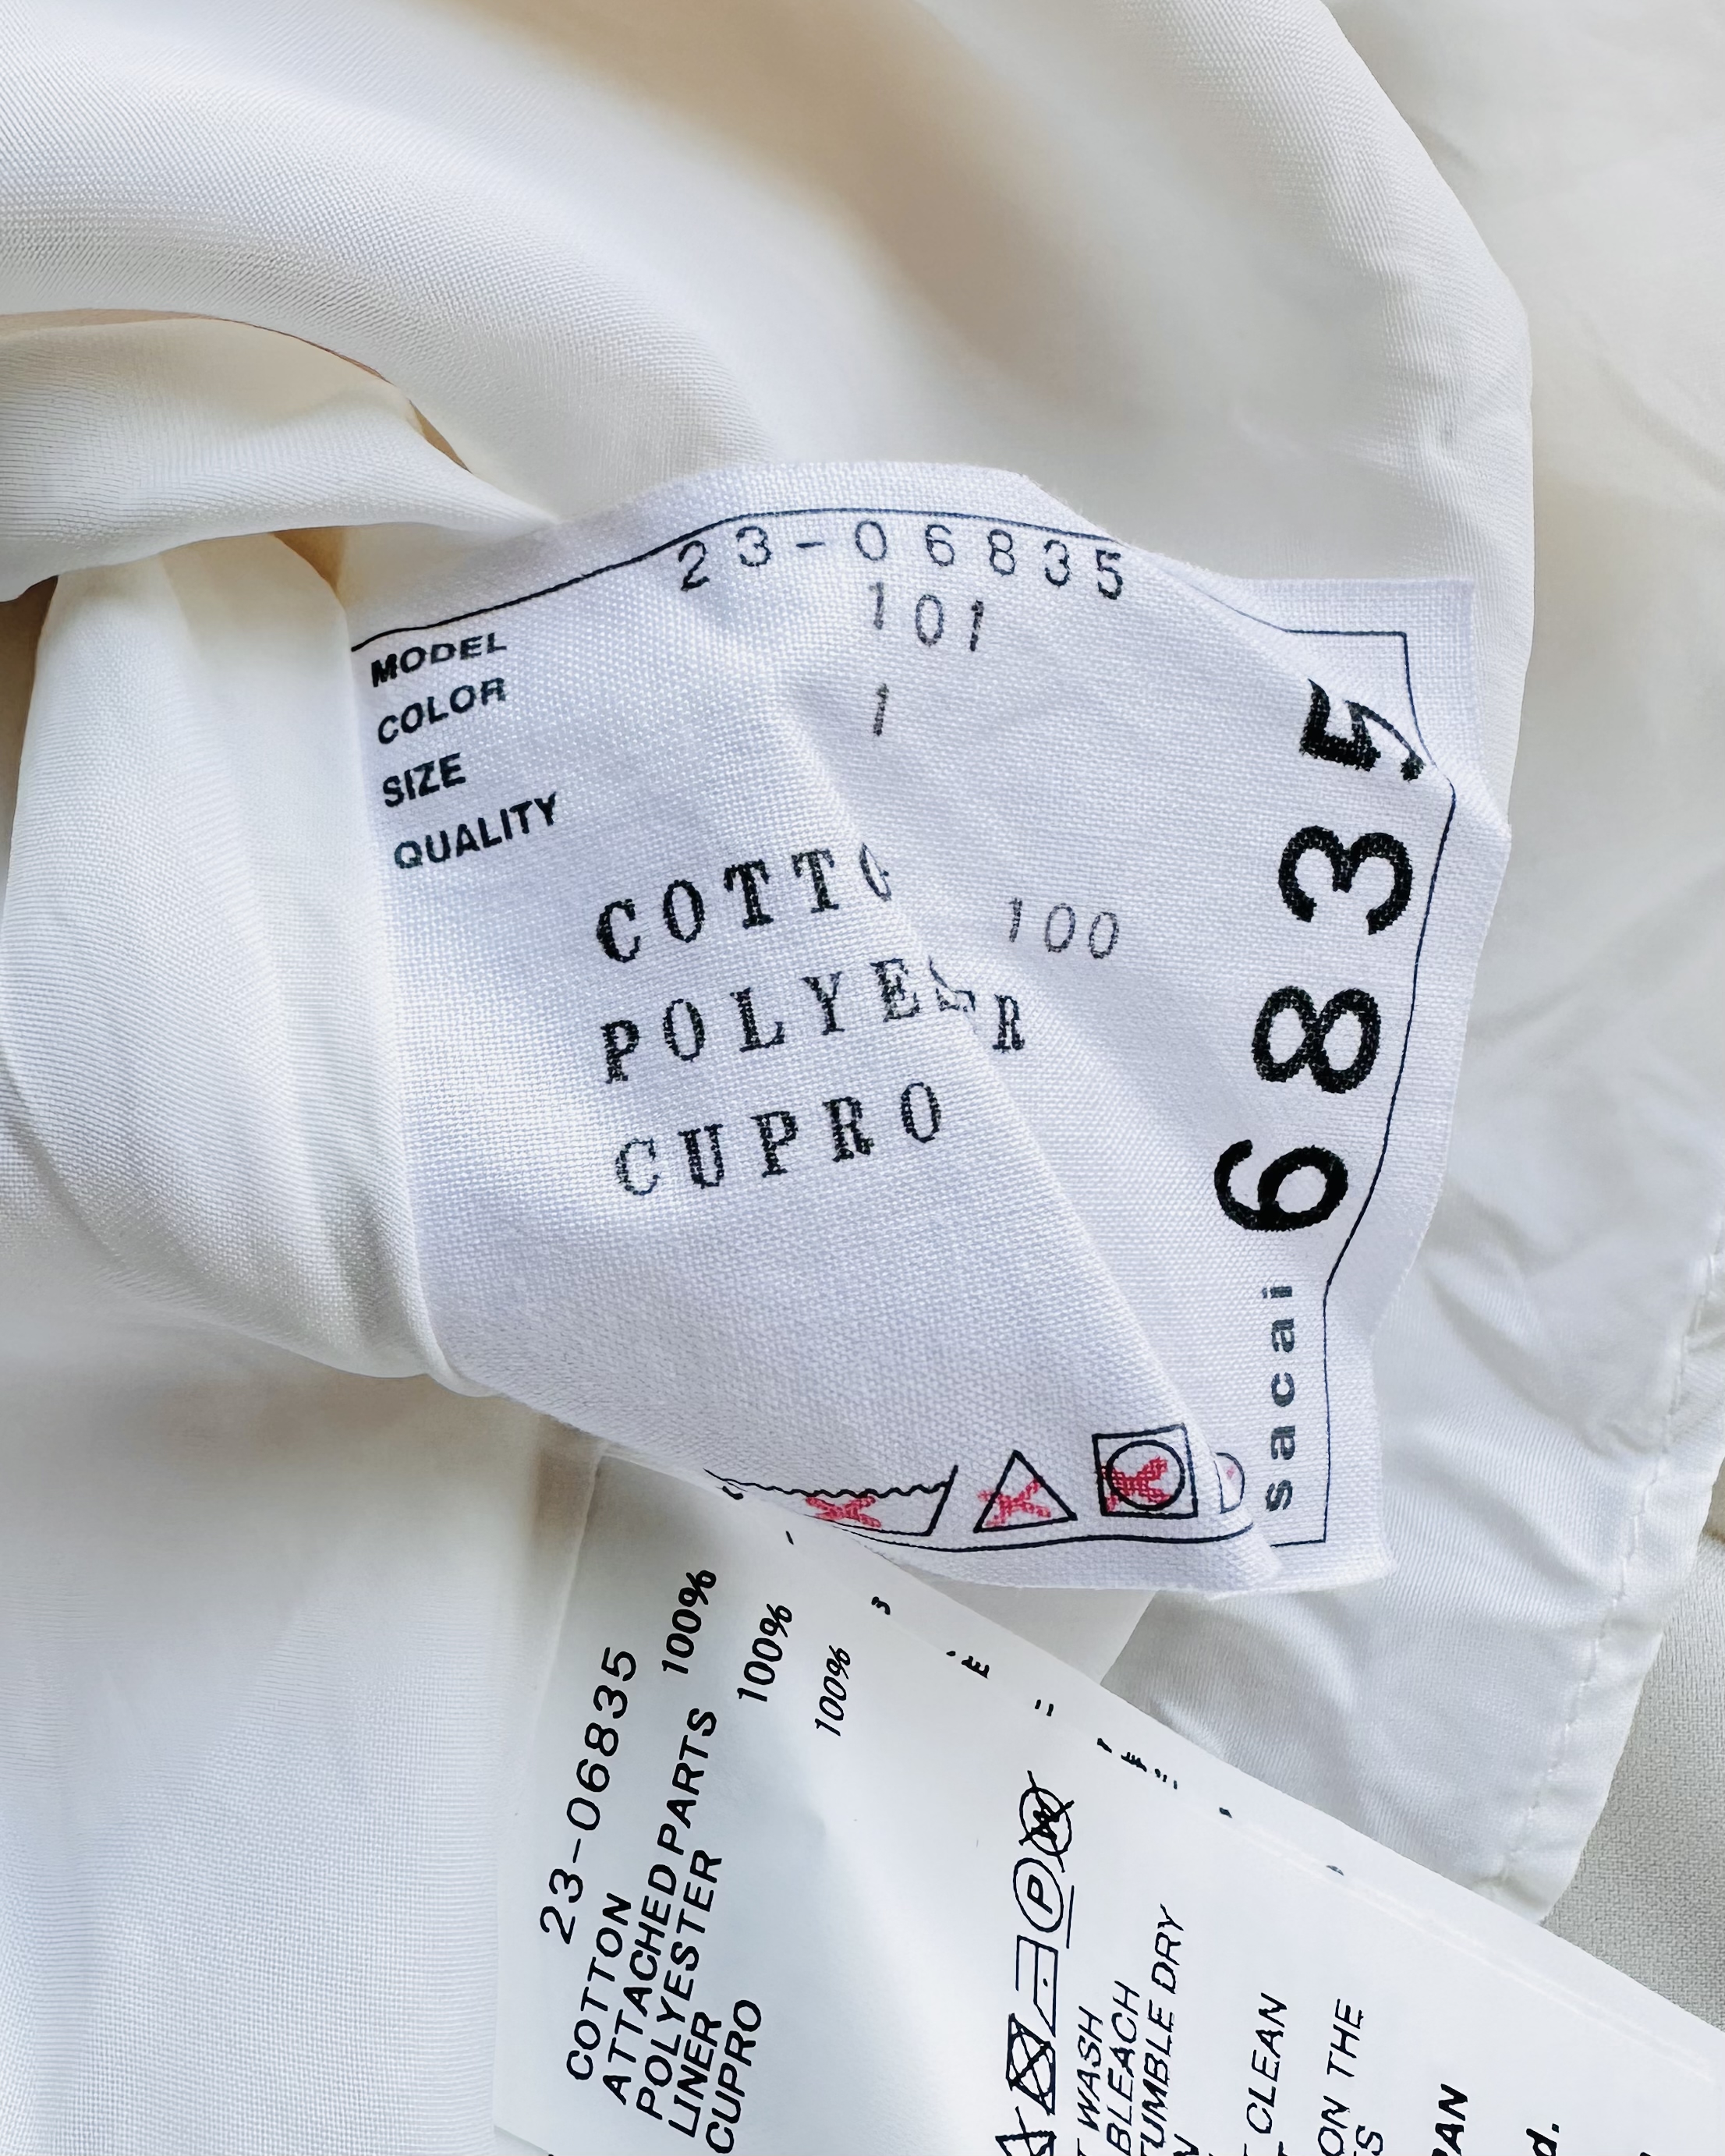 MODEL 23-06835
COLOR 101
SIZE 1
QUALITY
COTTO 100
POLYES R
CUPRO
sacai 6835
23-06835
COTTON 100%
ATTACHED PARTS
POLYESTER 100%
LINER
CUPRO 100%
P
W
WASH
BLEACH
TUMBLE DRY
CLEAN
ON THE